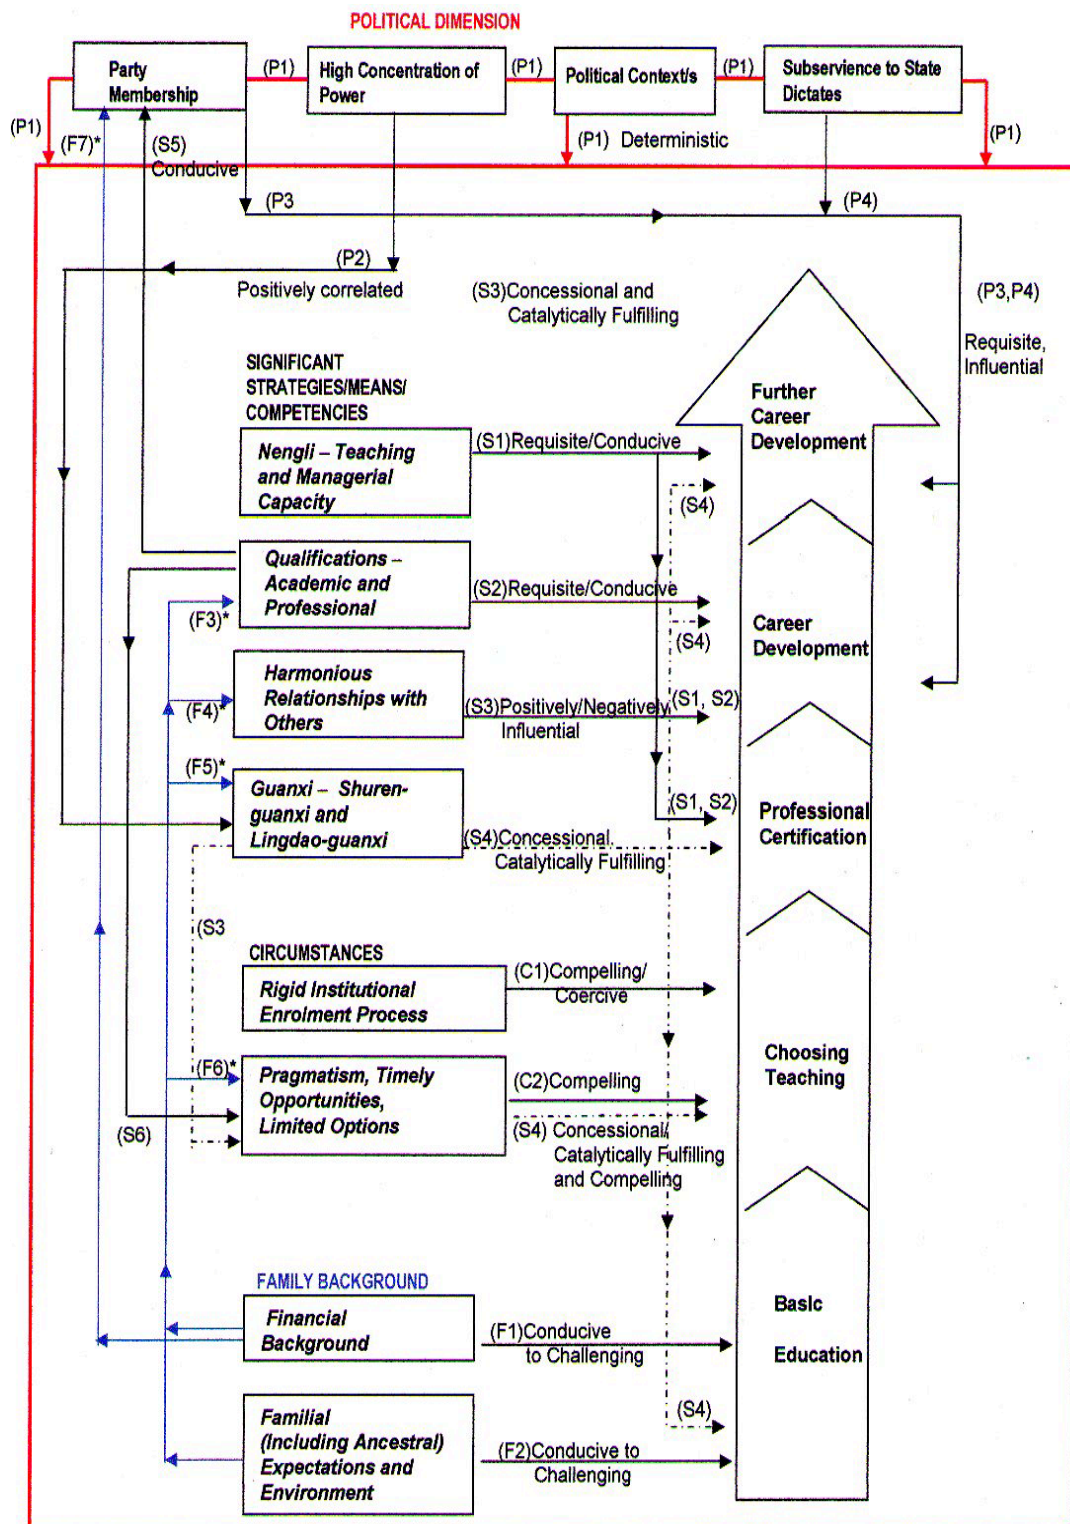 POLITICAL DIMENSION
Party
Membership
(P1)
High Concentration of
Power
(P1)
Political Context/s
(P1)
Subservience to State
Dictates
(P1)
(F7)*
(S5)
Conducive
(P1) Deterministic
(P1)
(P3
(P4)
(P2)
Positively correlated
(S3)Concessional and
Catalytically Fulfilling
(P3,P4)
Requisite,
Influential
SIGNIFICANT
STRATEGIES/MEANS/
COMPETENCIES
Nengli – Teaching
and Managerial
Capacity
(S1)Requisite/Conducive
Further
Career
Development
(S4)
Qualifications –
Academic and
Professional
(S2)Requisite/Conducive
(F3)*
(S4)
Career
Development
Harmonious
Relationships with
Others
(F4)*
(S3)Positively/Negatively
Influential
(S1, S2)
(F5)*
Guanxi – Shuren-
guanxi and
Lingdao-guanxi
(S1, S2)
(S4)Concessional.
Catalytically Fulfilling
Professional
Certification
(S3
CIRCUMSTANCES
Rigid Institutional
Enrolment Process
(C1)Compelling/
Coercive
(F6)*
Pragmatism, Timely
Opportunities,
Limited Options
(C2)Compelling
(S4) Concessional/
Catalytically Fulfilling
and Compelling
(S6)
Choosing
Teaching
FAMILY BACKGROUND
Financial
Background
(F1)Conducive
to Challenging
Basic
Education
(S4)
Familial
(Including Ancestral)
Expectations and
Environment
(F2)Conducive to
Challenging